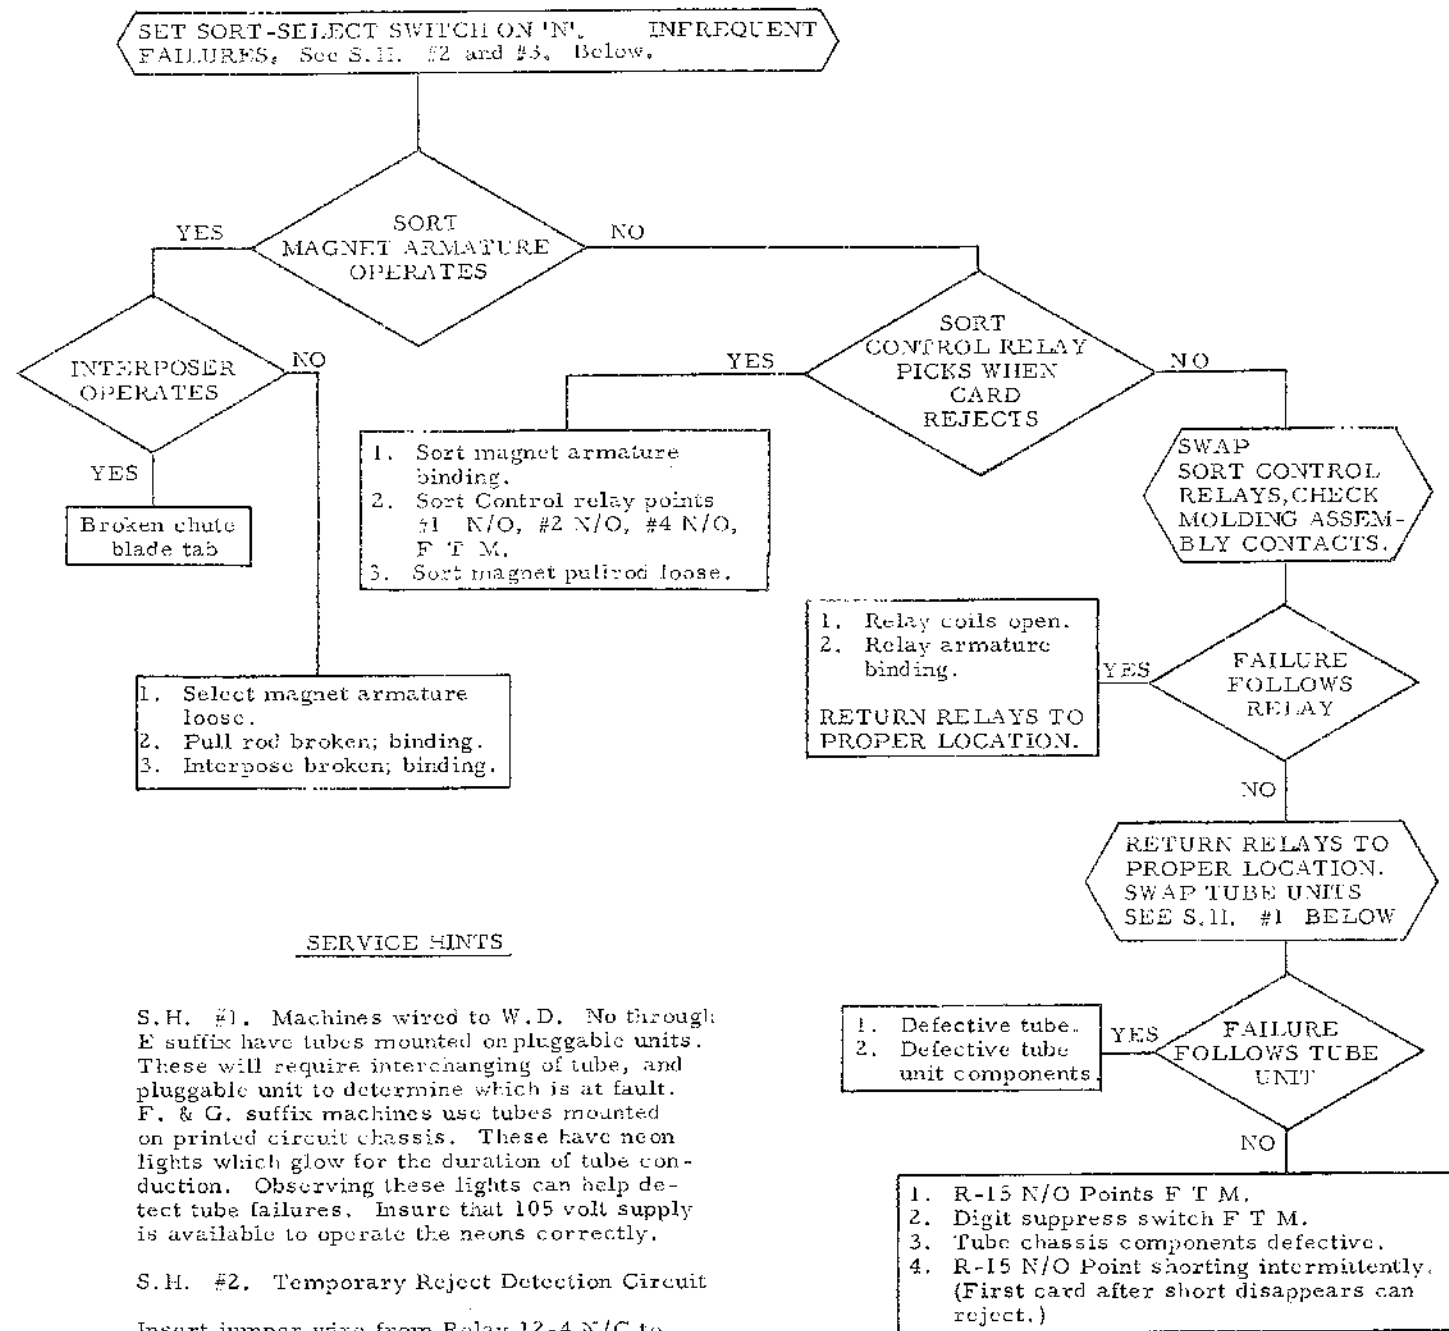 SET SORT-SELECT SWITCH ON 'N'. INFREQUENT
FAILURES. See S.H. #2 and #3. Below.
SORT
MAGNET ARMATURE
OPERATES
YES
NO
INTERPOSER
OPERATES
NO
YES
Broken chute
blade tab
1. Select magnet armature
loose.
2. Pull rod broken; binding.
3. Interpose broken; binding.
SORT
CONTROL RELAY
PICKS WHEN
CARD
REJECTS
YES
NO
1. Sort magnet armature
binding.
2. Sort Control relay points
#1 N/O, #2 N/O, #4 N/O,
F T M.
3. Sort magnet pullrod loose.
SWAP
SORT CONTROL
RELAYS, CHECK
MOLDING ASSEM-
BLY CONTACTS.
FAILURE
FOLLOWS
RELAY
YES
1. Relay coils open.
2. Relay armature
binding.
RETURN RELAYS TO
PROPER LOCATION.
NO
RETURN RELAYS TO
PROPER LOCATION.
SWAP TUBE UNITS
SEE S.H. #1 BELOW
FAILURE
FOLLOWS TUBE
UNIT
YES
1. Defective tube.
2. Defective tube
unit components
NO
1. R-15 N/O Points F T M.
2. Digit suppress switch F T M.
3. Tube chassis components defective.
4. R-15 N/O Point shorting intermittently.
(First card after short disappears can
reject.)
SERVICE HINTS
S.H. #1. Machines wired to W.D. No through
E suffix have tubes mounted on pluggable units.
These will require interchanging of tube, and
pluggable unit to determine which is at fault.
F. & G. suffix machines use tubes mounted
on printed circuit chassis. These have neon
lights which glow for the duration of tube con-
duction. Observing these lights can help de-
tect tube failures. Insure that 105 volt supply
is available to operate the neons correctly.
S.H. #2. Temporary Reject Detection Circuit
Insert jumper wire from Relay 12-4 N/C to